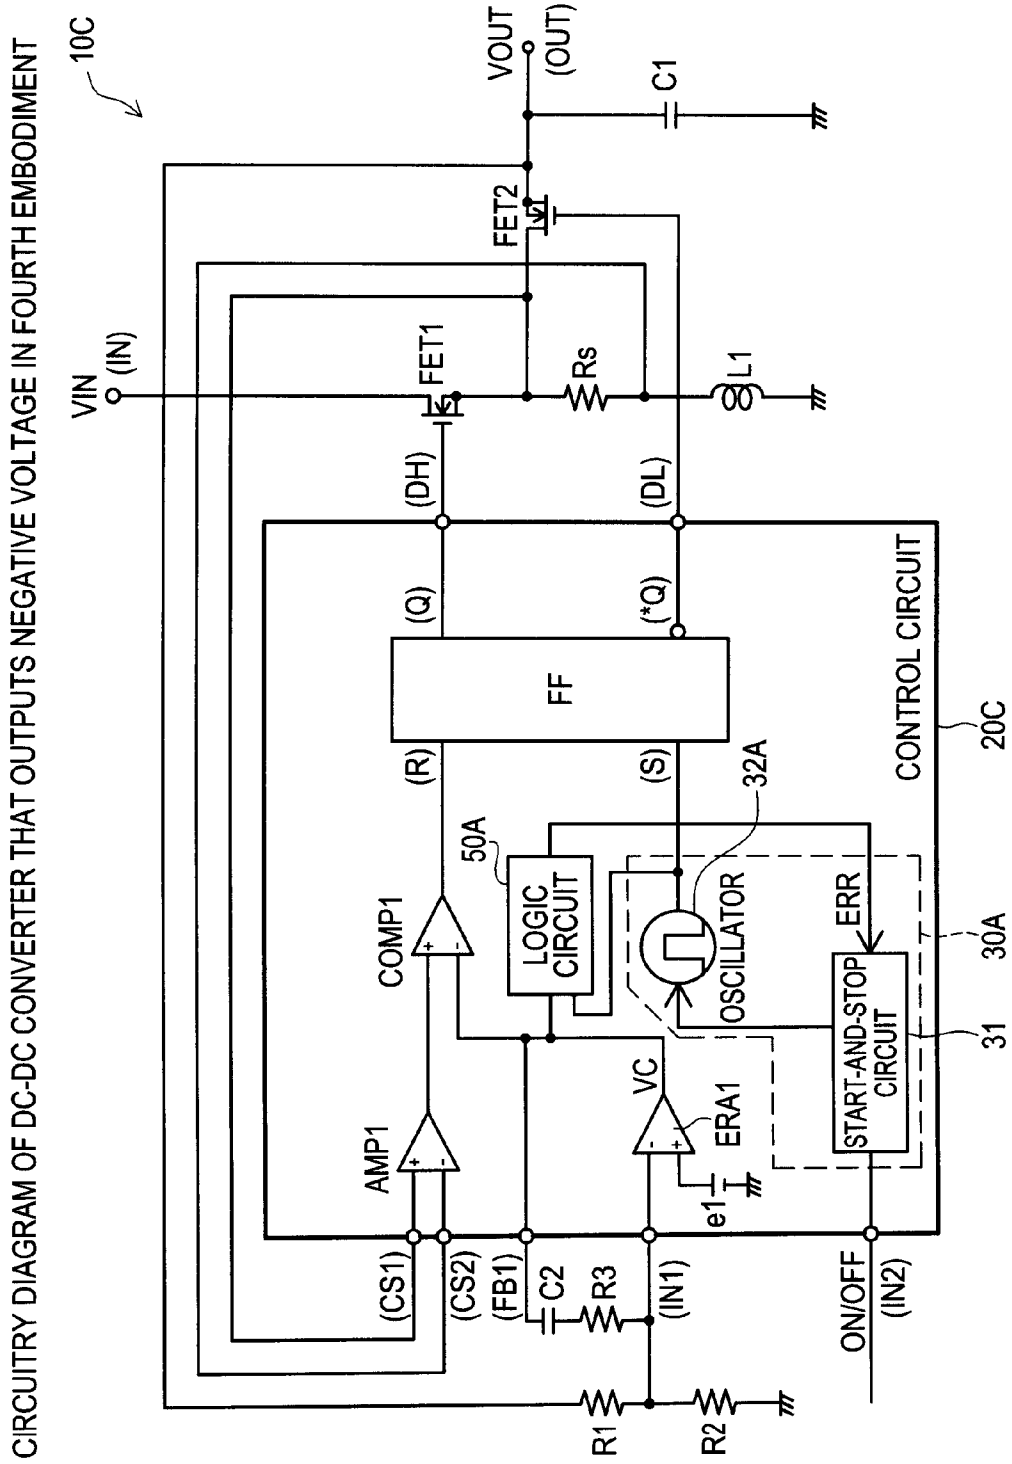 CIRCUITRY DIAGRAM OF DC-DC CONVERTER THAT OUTPUTS NEGATIVE VOLTAGE IN FOURTH EMBODIMENT
10C
VIN
(IN)
VOUT
(OUT)
FET1
FET2
C1
Rs
L1
(DH)
(DL)
(Q)
(*Q)
FF
(R)
(S)
CONTROL CIRCUIT
20C
32A
50A
LOGIC
CIRCUIT
COMP1
+
-
OSCILLATOR
ERR
30A
START-AND-STOP
CIRCUIT
31
AMP1
+
-
VC
ERA1
-
+
e1
(CS1)
(CS2)
(FB1)
C2
R3
(IN1)
ON/OFF
(IN2)
R1
R2